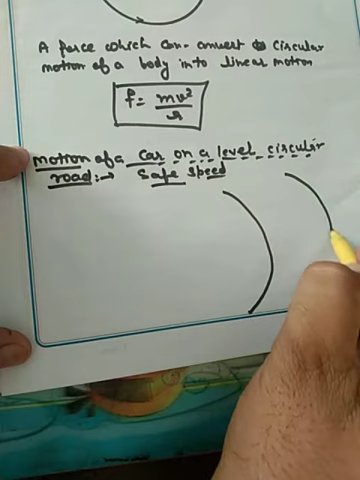 A force which can convert to circular
motion of a body into linear motion
f = mv²/r
motion of a car on a level circular
road:→ Safe speed